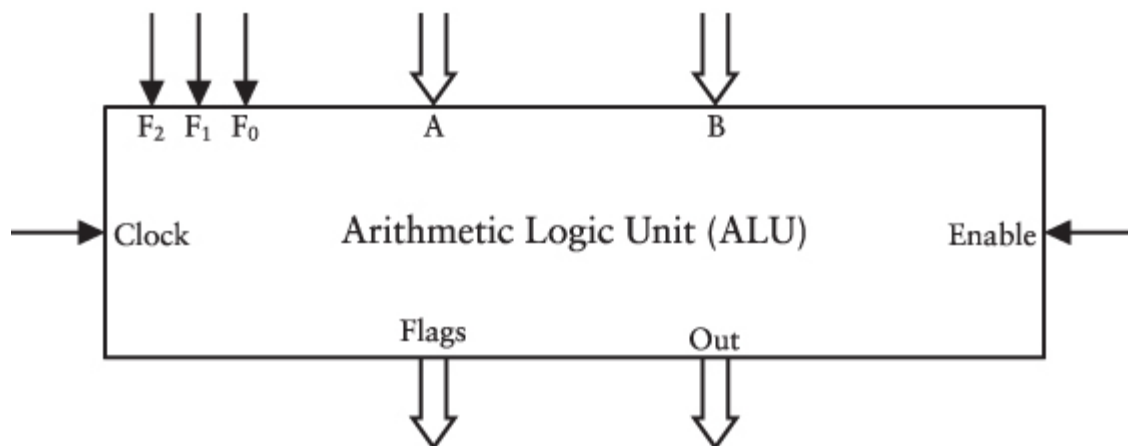 F₂ F₁ F₀ A B
Clock Arithmetic Logic Unit (ALU) Enable
Flags Out